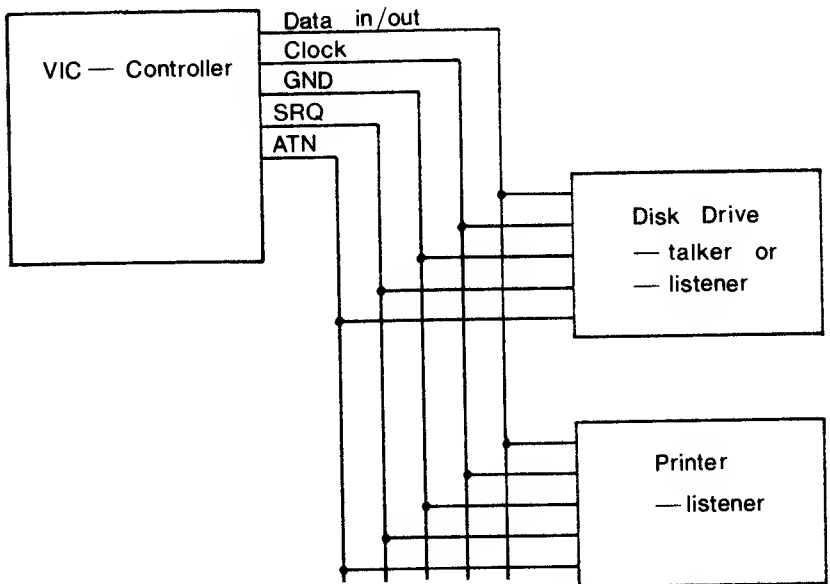 VIC — Controller
Data in/out
Clock
GND
SRQ
ATN
Disk Drive
— talker or
— listener
Printer
— listener